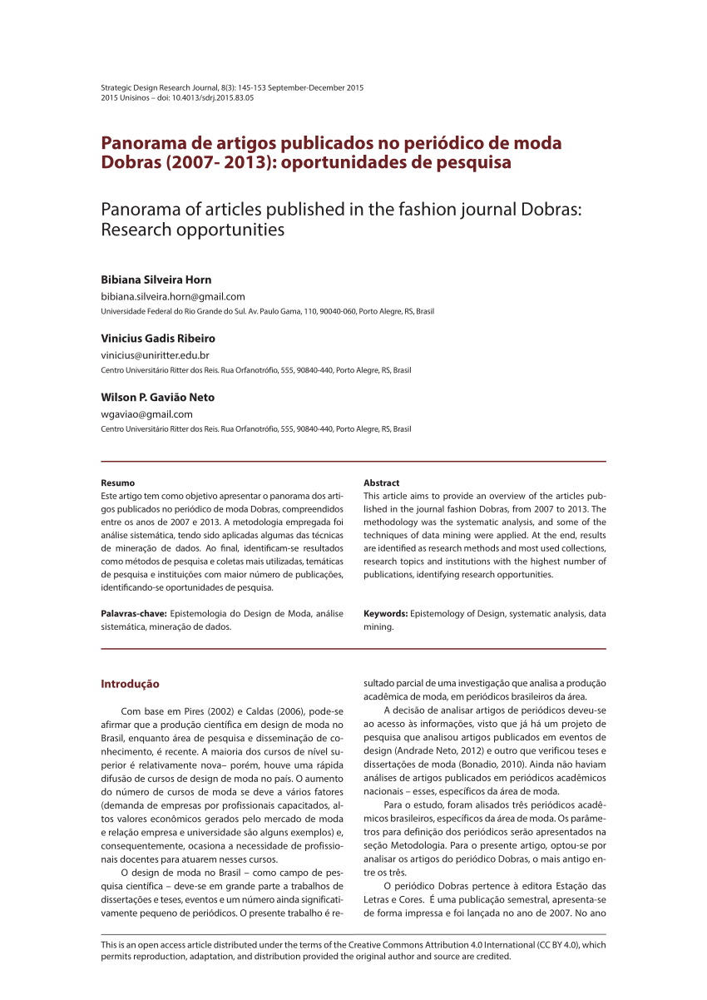 Strategic Design Research Journal, 8(3): 145-153 September-December 2015
2015 Unisinos – doi: 10.4013/sdrj.2015.83.05
Panorama de artigos publicados no periódico de moda
Dobras (2007- 2013): oportunidades de pesquisa
Panorama of articles published in the fashion journal Dobras:
Research opportunities
Bibiana Silveira Horn
bibiana.silveira.horn@gmail.com
Universidade Federal do Rio Grande do Sul. Av. Paulo Gama, 110, 90040-060, Porto Alegre, RS, Brasil
Vinicius Gadis Ribeiro
vinicius@uniritter.edu.br
Centro Universitário Ritter dos Reis. Rua Orfanotrófio, 555, 90840-440, Porto Alegre, RS, Brasil
Wilson P. Gavião Neto
wgaviao@gmail.com
Centro Universitário Ritter dos Reis. Rua Orfanotrófio, 555, 90840-440, Porto Alegre, RS, Brasil
Resumo
Este artigo tem como objetivo apresentar o panorama dos arti-
gos publicados no periódico de moda Dobras, compreendidos
entre os anos de 2007 e 2013. A metodologia empregada foi
análise sistemática, tendo sido aplicadas algumas das técnicas
de mineração de dados. Ao final, identificam-se resultados
como métodos de pesquisa e coletas mais utilizadas, temáticas
de pesquisa e instituições com maior número de publicações,
identificando-se oportunidades de pesquisa.
Palavras-chave: Epistemologia do Design de Moda, análise
sistemática, mineração de dados.
Abstract
This article aims to provide an overview of the articles pub-
lished in the journal fashion Dobras, from 2007 to 2013. The
methodology was the systematic analysis, and some of the
techniques of data mining were applied. At the end, results
are identified as research methods and most used collections,
research topics and institutions with the highest number of
publications, identifying research opportunities.
Keywords: Epistemology of Design, systematic analysis, data
mining.
Introdução
Com base em Pires (2002) e Caldas (2006), pode-se
afirmar que a produção científica em design de moda no
Brasil, enquanto área de pesquisa e disseminação de co-
nhecimento, é recente. A maioria dos cursos de nível su-
perior é relativamente nova– porém, houve uma rápida
difusão de cursos de design de moda no país. O aumento
do número de cursos de moda se deve a vários fatores
(demanda de empresas por profissionais capacitados, al-
tos valores econômicos gerados pelo mercado de moda
e relação empresa e universidade são alguns exemplos) e,
consequentemente, ocasiona a necessidade de profissio-
nais docentes para atuarem nesses cursos.
O design de moda no Brasil – como campo de pes-
quisa científica – deve-se em grande parte a trabalhos de
dissertações e teses, eventos e um número ainda significati-
vamente pequeno de periódicos. O presente trabalho é re-
sultado parcial de uma investigação que analisa a produção
acadêmica de moda, em periódicos brasileiros da área.
A decisão de analisar artigos de periódicos deveu-se
ao acesso às informações, visto que já há um projeto de
pesquisa que analisou artigos publicados em eventos de
design (Andrade Neto, 2012) e outro que verificou teses e
dissertações de moda (Bonadio, 2010). Ainda não haviam
análises de artigos publicados em periódicos acadêmicos
nacionais – esses, específicos da área de moda.
Para o estudo, foram alisados três periódicos acadê-
micos brasileiros, específicos da área de moda. Os parâme-
tros para definição dos periódicos serão apresentados na
seção Metodologia. Para o presente artigo, optou-se por
analisar os artigos do periódico Dobras, o mais antigo en-
tre os três.
O periódico Dobras pertence à editora Estação das
Letras e Cores. É uma publicação semestral, apresenta-se
de forma impressa e foi lançada no ano de 2007. No ano
This is an open access article distributed under the terms of the Creative Commons Attribution 4.0 International (CC BY 4.0), which
permits reproduction, adaptation, and distribution provided the original author and source are credited.